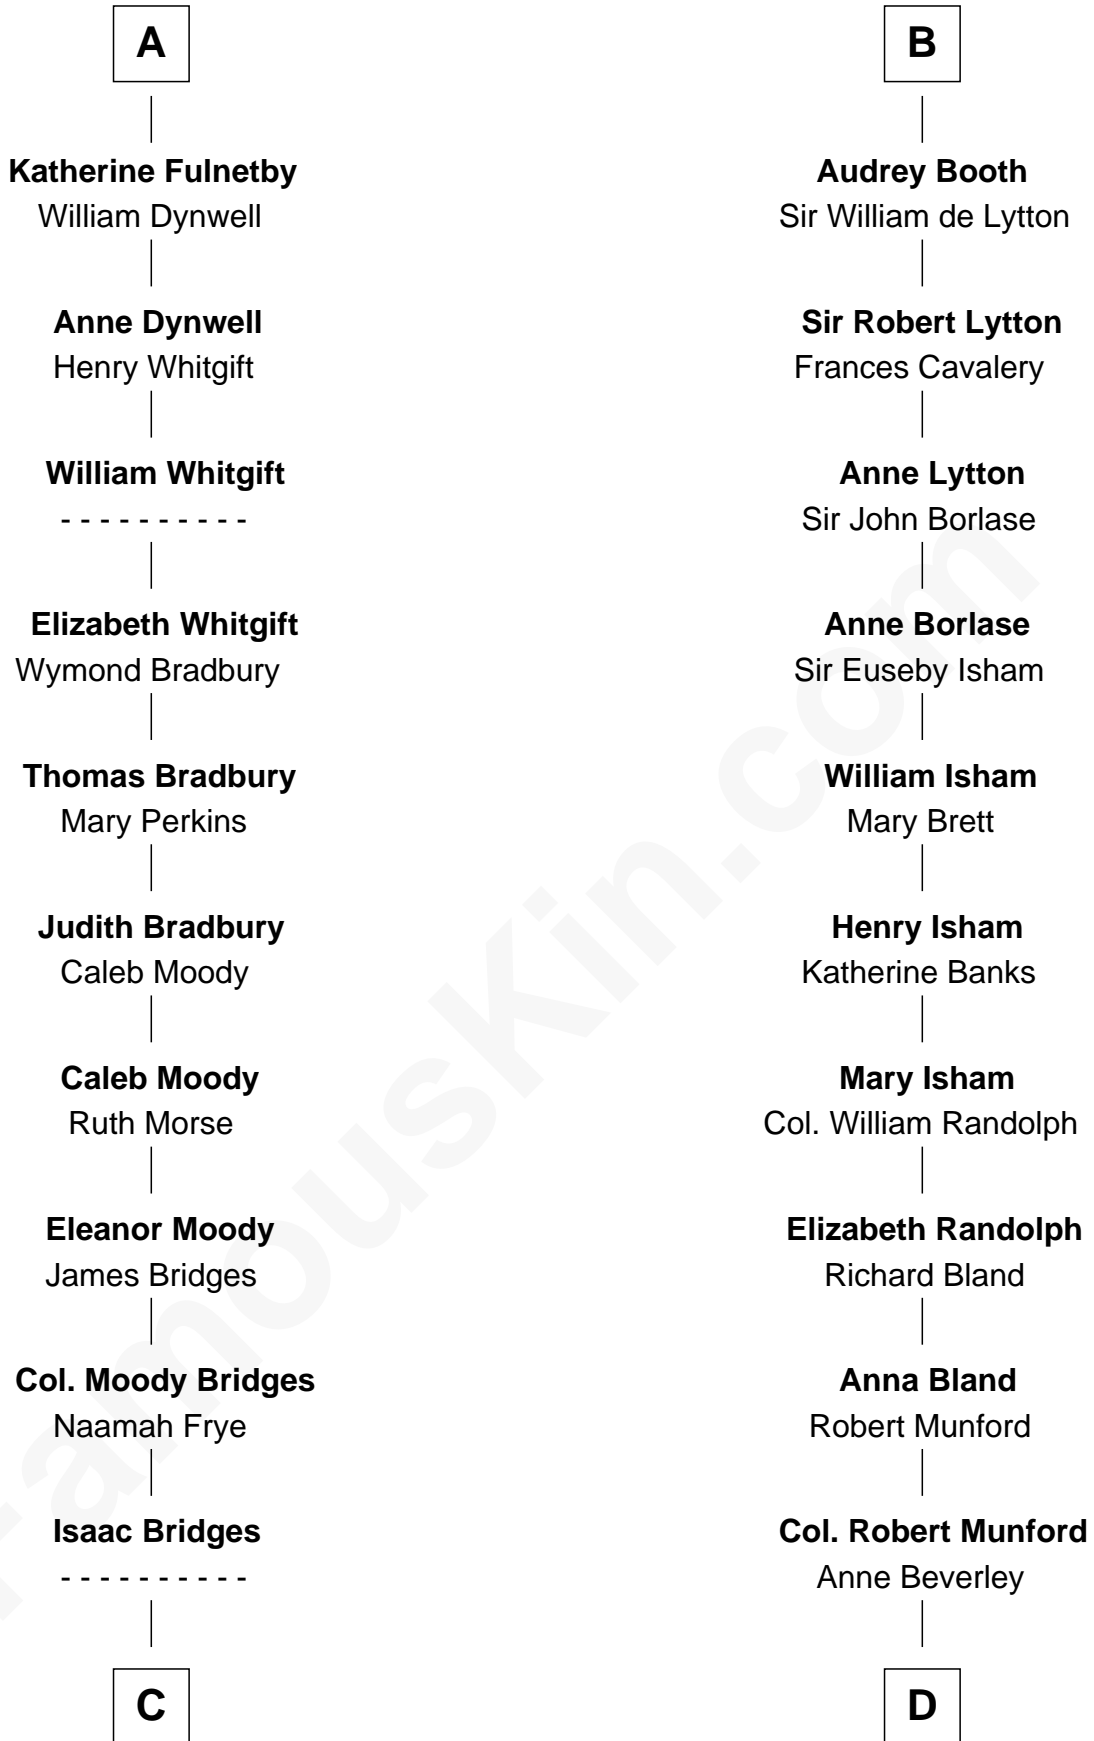 A
Katherine Fulnetby
William Dynwell
Anne Dynwell
Henry Whitgift
William Whitgift
- - - - - - - - - -
Elizabeth Whitgift
Wymond Bradbury
Thomas Bradbury
Mary Perkins
Judith Bradbury
Caleb Moody
Caleb Moody
Ruth Morse
Eleanor Moody
James Bridges
Col. Moody Bridges
Naamah Frye
Isaac Bridges
- - - - - - - - - -
C
B
Audrey Booth
Sir William de Lytton
Sir Robert Lytton
Frances Cavalery
Anne Lytton
Sir John Borlase
Anne Borlase
Sir Euseby Isham
William Isham
Mary Brett
Henry Isham
Katherine Banks
Mary Isham
Col. William Randolph
Elizabeth Randolph
Richard Bland
Anna Bland
Robert Munford
Col. Robert Munford
Anne Beverley
D
FamousKin.com